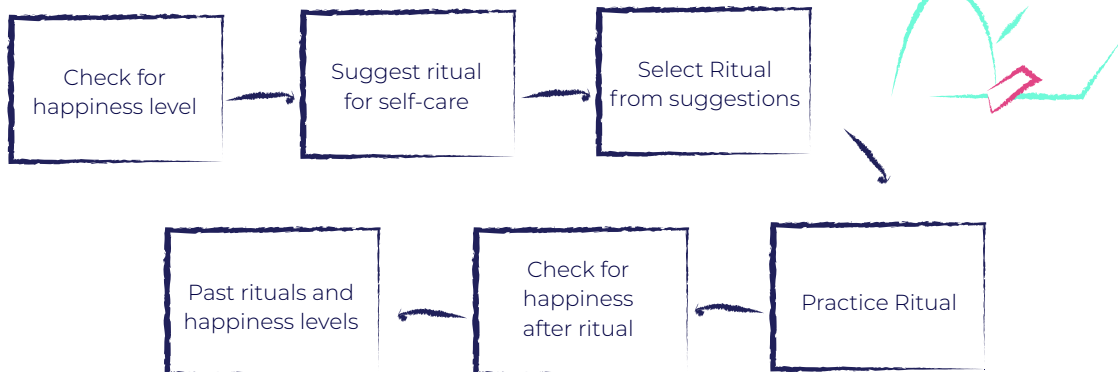 Check for
happiness level
Suggest ritual
for self-care
Select Ritual
from suggestions
Practice Ritual
Check for
happiness
after ritual
Past rituals and
happiness levels